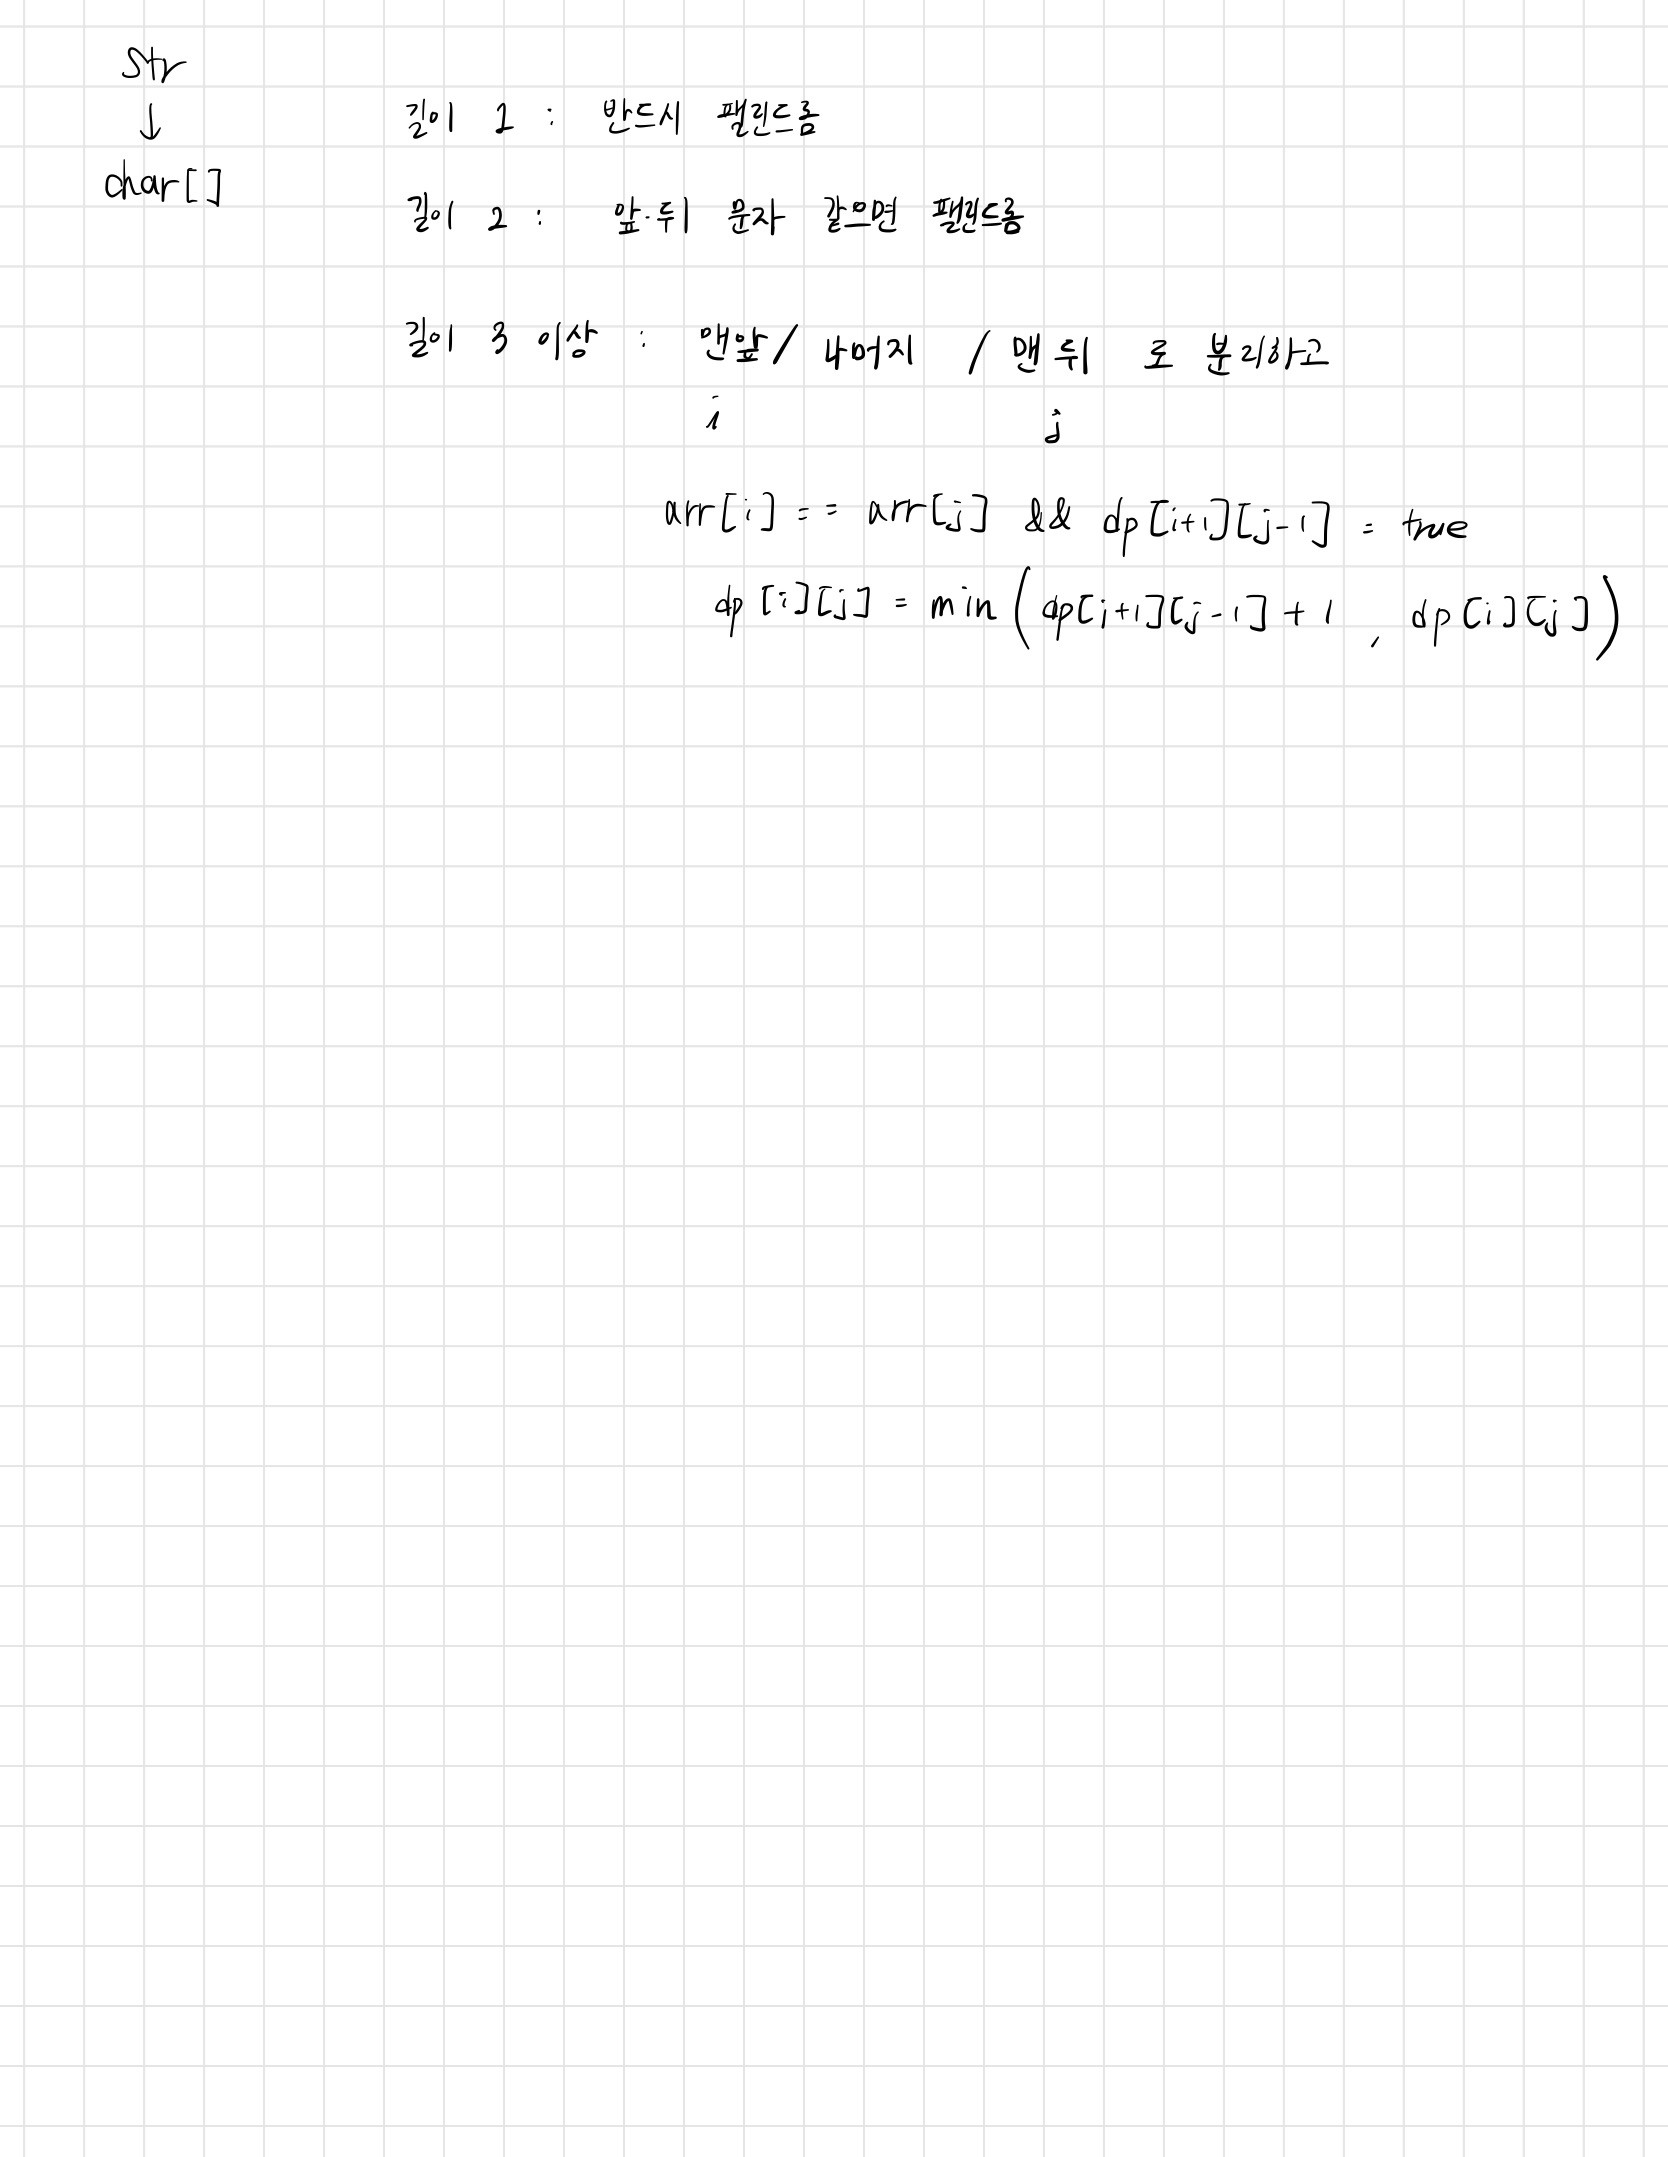 str
↓
char[]
길이 1 : 반드시 팰린드롬
길이 2 : 앞·뒤 문자 같으면 팰린드롬
길이 3 이상 : 맨앞 / 나머지 / 맨뒤 로 분리하고
i j
arr[i] == arr[j] && dp[i+1][j-1] = true
dp[i][j] = min(dp[i+1][j-1] + 1 , dp[i][j])